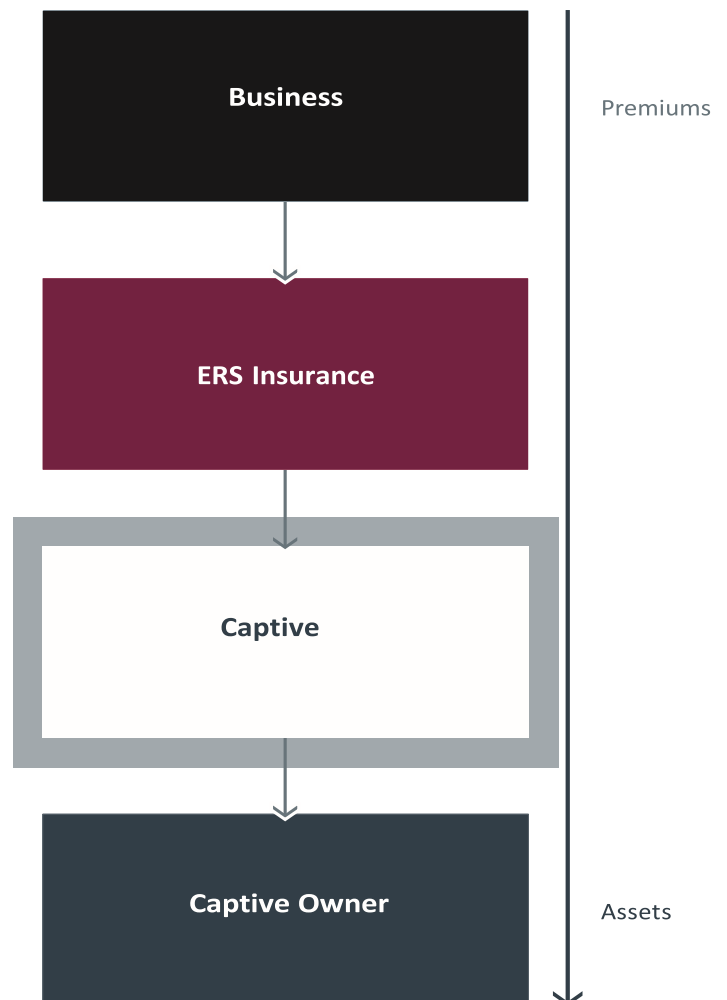 Business
Premiums
ERS Insurance
Captive
Captive Owner
Assets